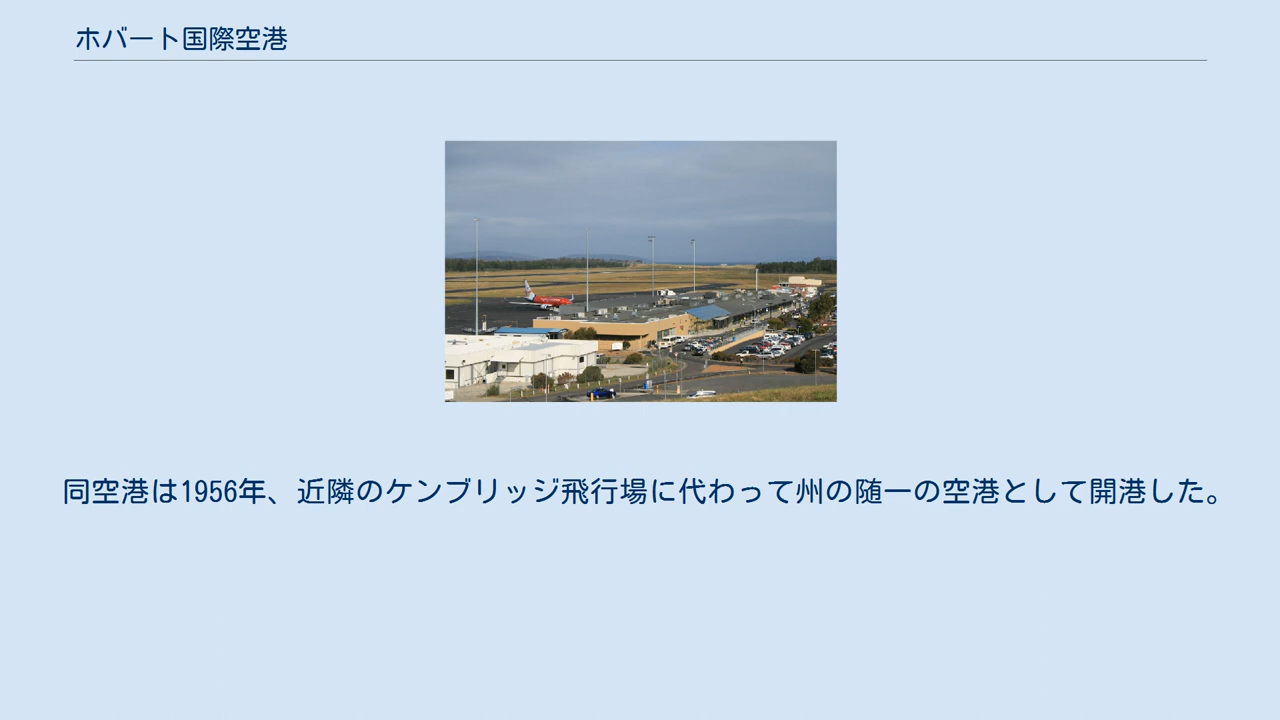 ホバート国際空港
同空港は1956年、近隣のケンブリッジ飛行場に代わって州の随一の空港として開港した。